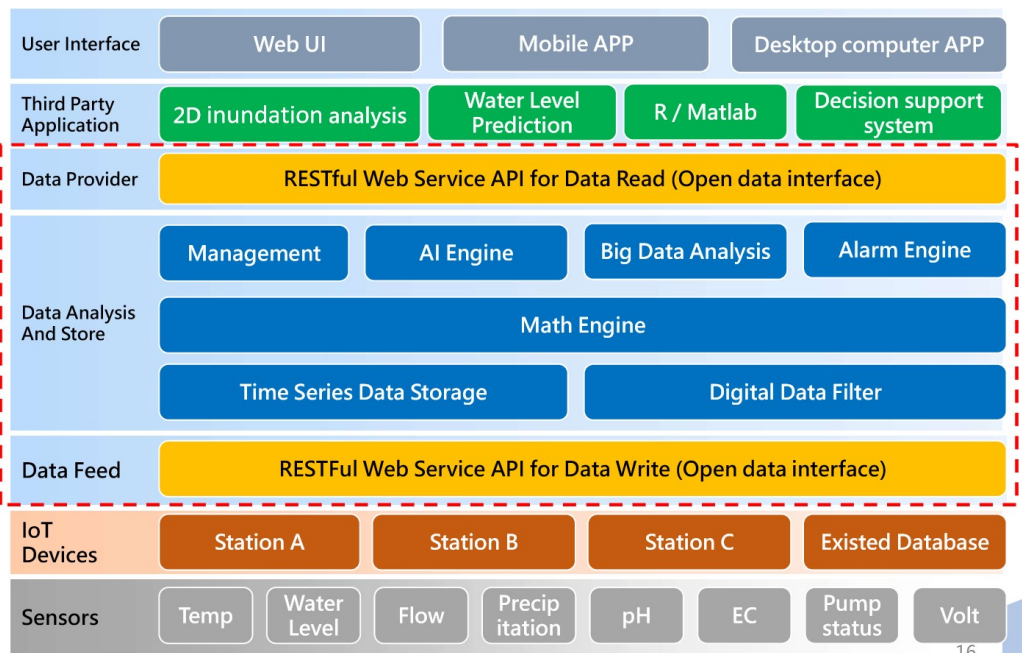 User Interface
Web UI
Mobile APP
Desktop computer APP
Third Party
Application
2D inundation analysis
Water Level
Prediction
R / Matlab
Decision support
system
Data Provider
RESTful Web Service API for Data Read (Open data interface)
Data Analysis
And Store
Management
AI Engine
Big Data Analysis
Alarm Engine
Math Engine
Time Series Data Storage
Digital Data Filter
Data Feed
RESTFul Web Service API for Data Write (Open data interface)
IoT
Devices
Station A
Station B
Station C
Existed Database
Sensors
Temp
Water
Level
Flow
Precip
itation
pH
EC
Pump
status
Volt
16